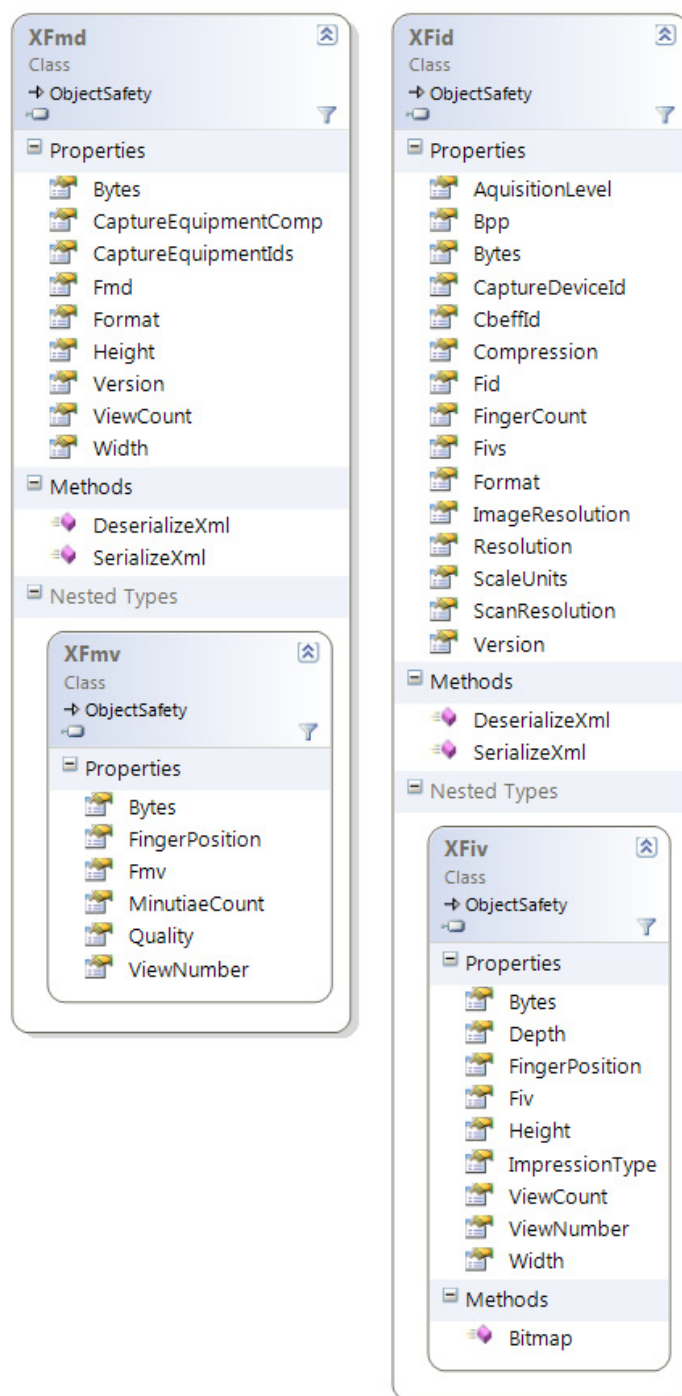 XFmd
Class
ObjectSafety
Properties
Bytes
CaptureEquipmentComp
CaptureEquipmentIds
Fmd
Format
Height
Version
ViewCount
Width
Methods
DeserializeXml
SerializeXml
Nested Types
XFmv
Class
ObjectSafety
Properties
Bytes
FingerPosition
Fmv
MinutiaeCount
Quality
ViewNumber
XFid
Class
ObjectSafety
Properties
AquisitionLevel
Bpp
Bytes
CaptureDeviceId
CbeffId
Compression
Fid
FingerCount
Fivs
Format
ImageResolution
Resolution
ScaleUnits
ScanResolution
Version
Methods
DeserializeXml
SerializeXml
Nested Types
XFiv
Class
ObjectSafety
Properties
Bytes
Depth
FingerPosition
Fiv
Height
ImpressionType
ViewCount
ViewNumber
Width
Methods
Bitmap